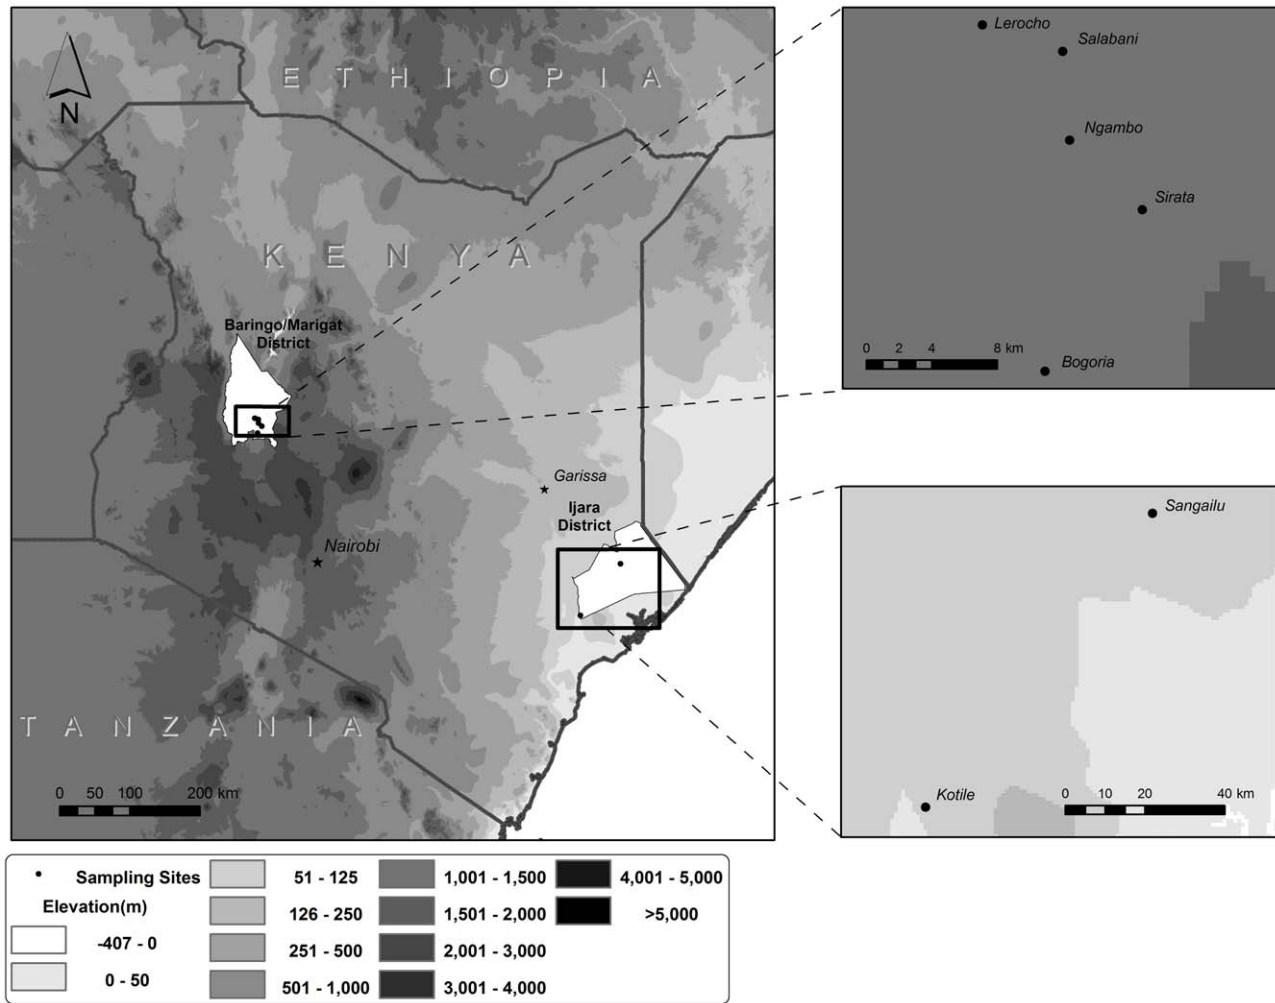 E T H I O P I A
N
K E N Y A
Baringo/Marigat
District
Garissa
Ijara
District
Nairobi
T A N Z A N I A
0 50 100 200 km
Lerocho
Salabani
Ngambo
Sirata
0 2 4 8 km
Bogoria
Sangailu
Kotile
0 10 20 40 km
Sampling Sites
Elevation(m)
-407 - 0
0 - 50
51 - 125
126 - 250
251 - 500
501 - 1,000
1,001 - 1,500
1,501 - 2,000
2,001 - 3,000
3,001 - 4,000
4,001 - 5,000
>5,000